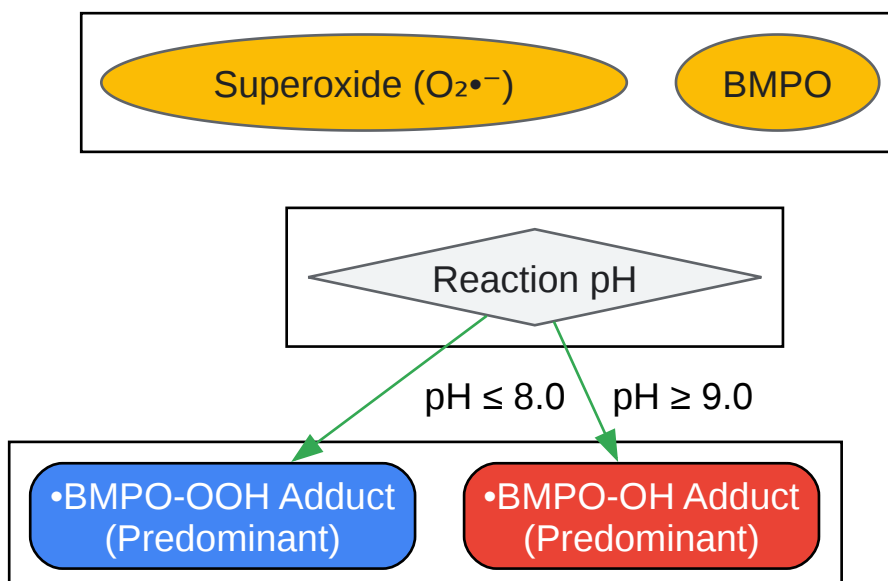 Superoxide (O₂•⁻)
BMPO
Reaction pH
pH ≤ 8.0
pH ≥ 9.0
•BMPO-OOH Adduct
(Predominant)
•BMPO-OH Adduct
(Predominant)